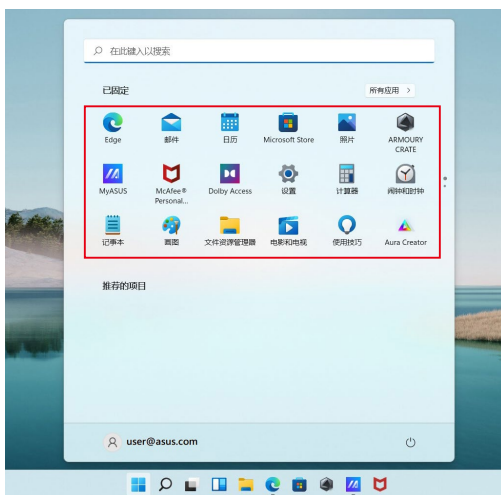 在此键入以搜索
已固定
所有应用 >
Edge
邮件
日历
Microsoft Store
照片
ARMOURY CRATE
MyASUS
McAfee® Personal...
Dolby Access
设置
计算器
闹钟和时钟
记事本
画图
文件资源管理器
电影和电视
使用技巧
Aura Creator
推荐的项目
user@asus.com